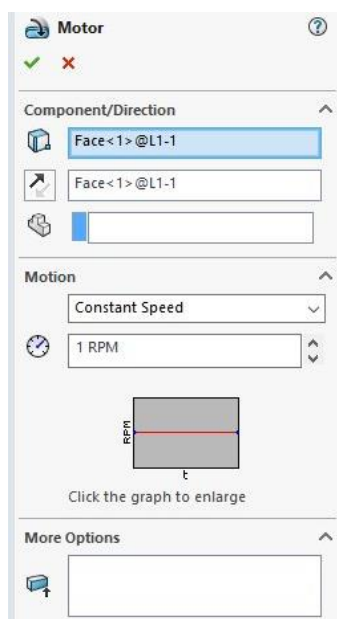 Motor
Component/Direction
Face<1>@L1-1
Face<1>@L1-1
Motion
Constant Speed
1 RPM
RPM
t
Click the graph to enlarge
More Options